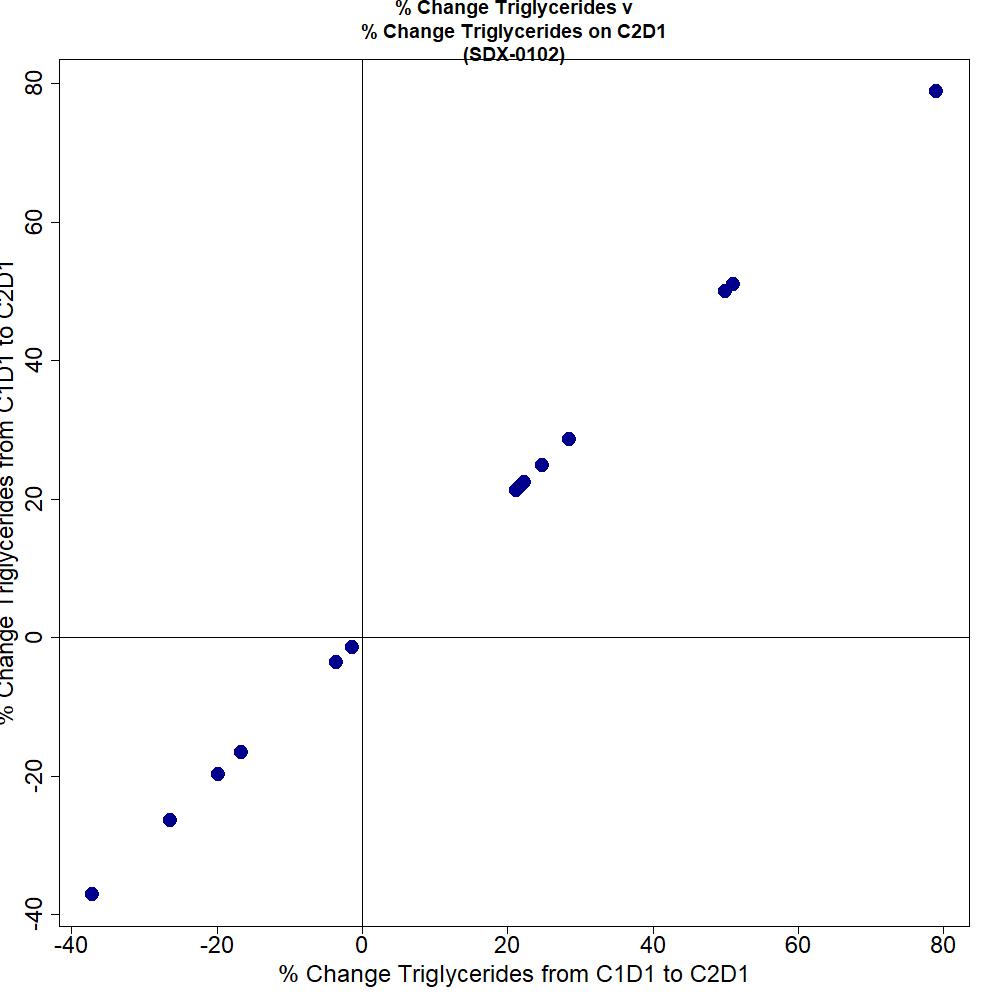 % Change Triglycerides v
% Change Triglycerides on C2D1
(SDX-0102)
% Change Triglycerides from C1D1 to C2D1
80
60
40
20
0
-20
-40
-40 -20 0 20 40 60 80
% Change Triglycerides from C1D1 to C2D1